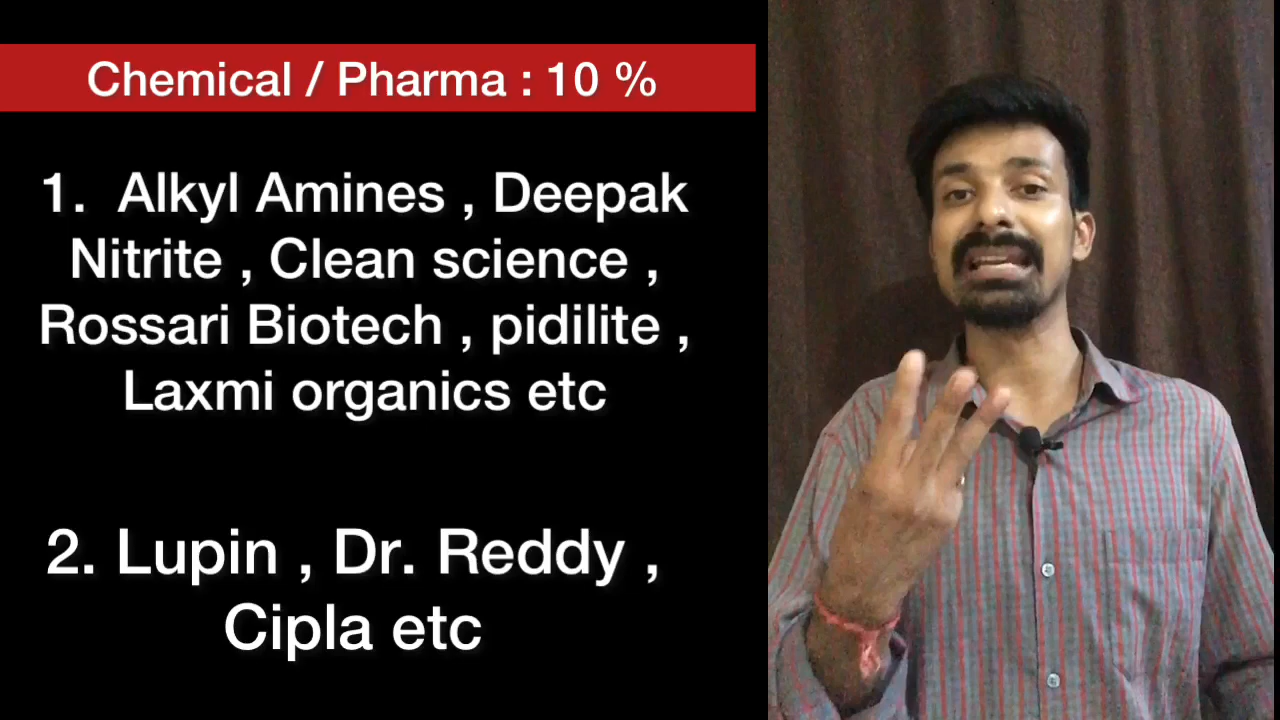 Chemical / Pharma : 10 %
1. Alkyl Amines , Deepak
Nitrite , Clean science ,
Rossari Biotech , pidilite ,
Laxmi organics etc
2. Lupin , Dr. Reddy ,
Cipla etc